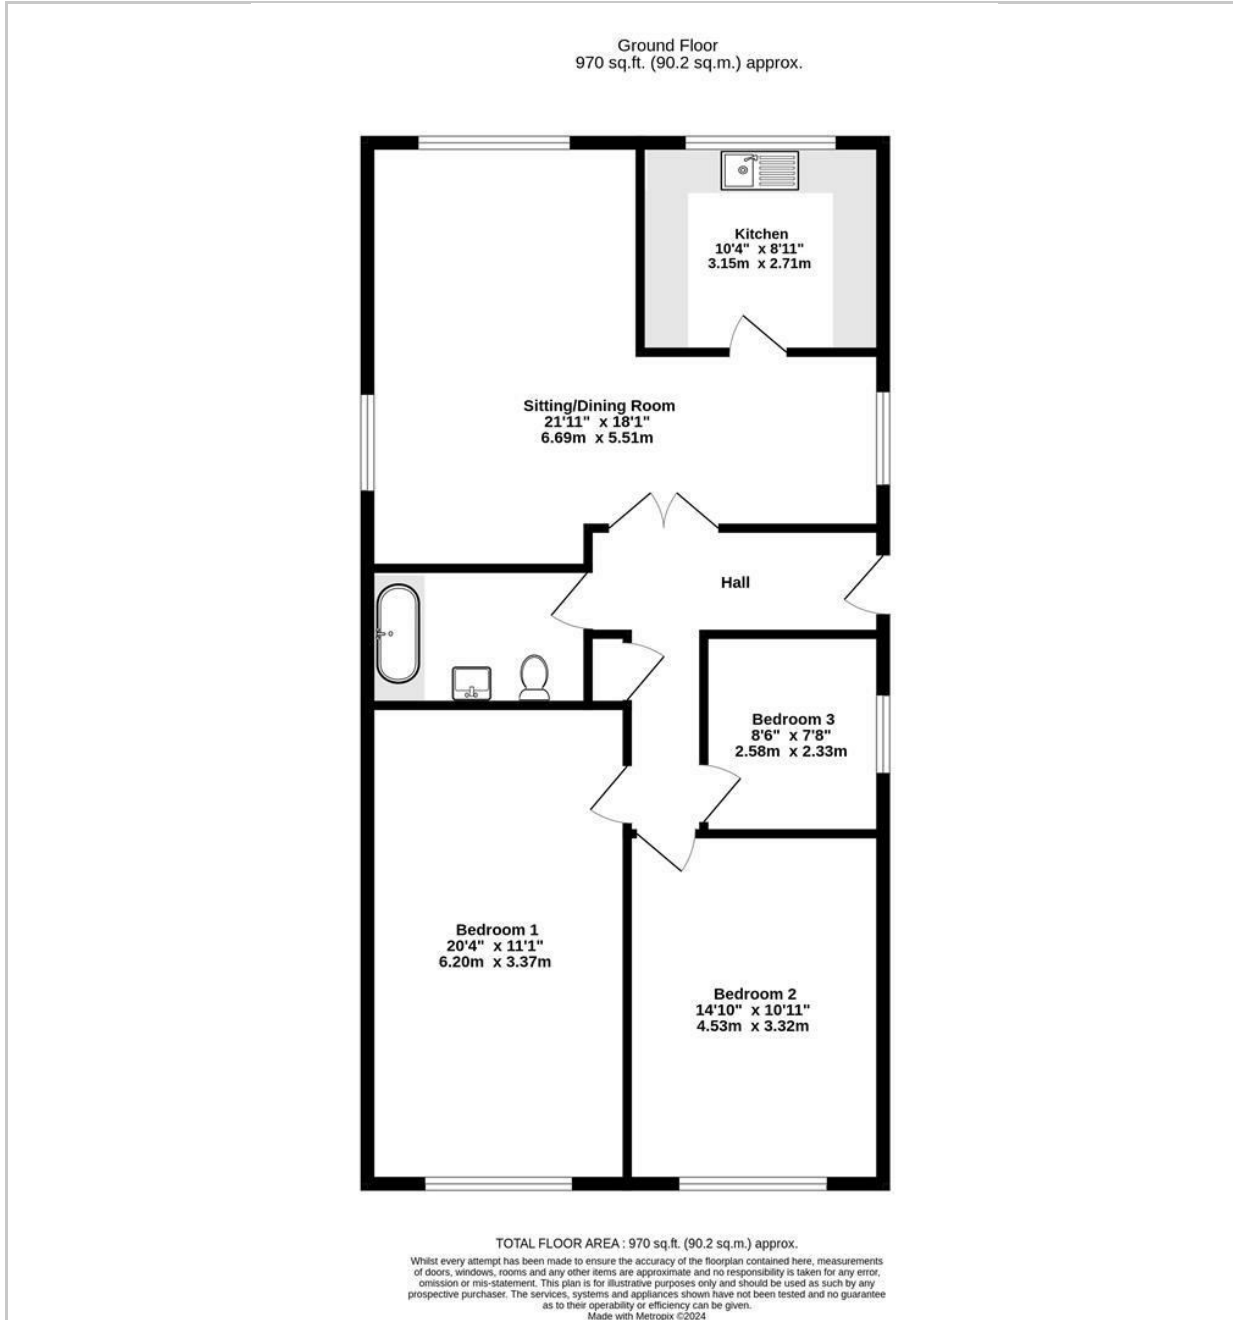 Ground Floor
970 sq.ft. (90.2 sq.m.) approx.
Kitchen
10'4" x 8'11"
3.15m x 2.71m
Sitting/Dining Room
21'11" x 18'1"
6.69m x 5.51m
Hall
Bedroom 3
8'6" x 7'8"
2.58m x 2.33m
Bedroom 1
20'4" x 11'1"
6.20m x 3.37m
Bedroom 2
14'10" x 10'11"
4.53m x 3.32m
TOTAL FLOOR AREA : 970 sq.ft. (90.2 sq.m.) approx.
Whilst every attempt has been made to ensure the accuracy of the floorplan contained here, measurements
of doors, windows, rooms and any other items are approximate and no responsibility is taken for any error,
omission or mis-statement. This plan is for illustrative purposes only and should be used as such by any
prospective purchaser. The services, systems and appliances shown have not been tested and no guarantee
as to their operability or efficiency can be given.
Made with Metropix ©2024